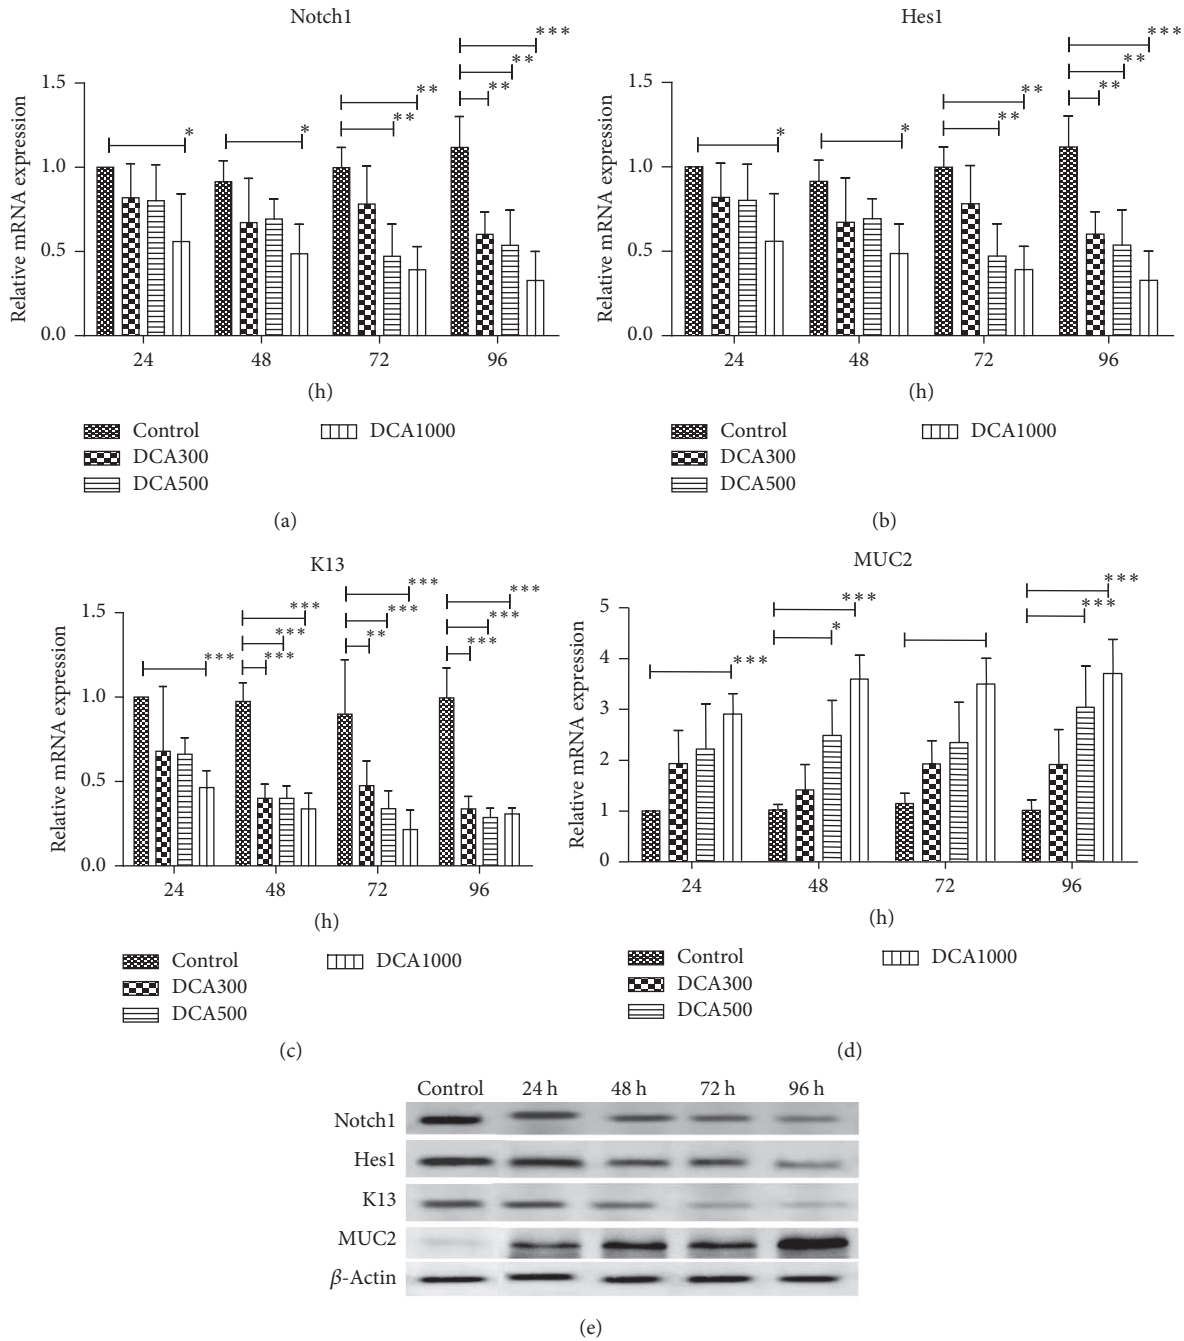 Notch1
***
**
**
**
**
*
*
1.5
1.0
0.5
0.0
Relative mRNA expression
24 48 72 96
(h)
Control DCA1000
DCA300
DCA500
(a)
Hes1
***
**
**
**
**
*
*
1.5
1.0
0.5
0.0
Relative mRNA expression
24 48 72 96
(h)
Control DCA1000
DCA300
DCA500
(b)
K13
***
***
***
***
***
***
**
***
***
***
1.5
1.0
0.5
0.0
Relative mRNA expression
24 48 72 96
(h)
Control DCA1000
DCA300
DCA500
(c)
MUC2
***
***
***
*
***
5
4
3
2
1
0
Relative mRNA expression
24 48 72 96
(h)
Control DCA1000
DCA300
DCA500
(d)
Control 24 h 48 h 72 h 96 h
Notch1
Hes1
K13
MUC2
β-Actin
(e)